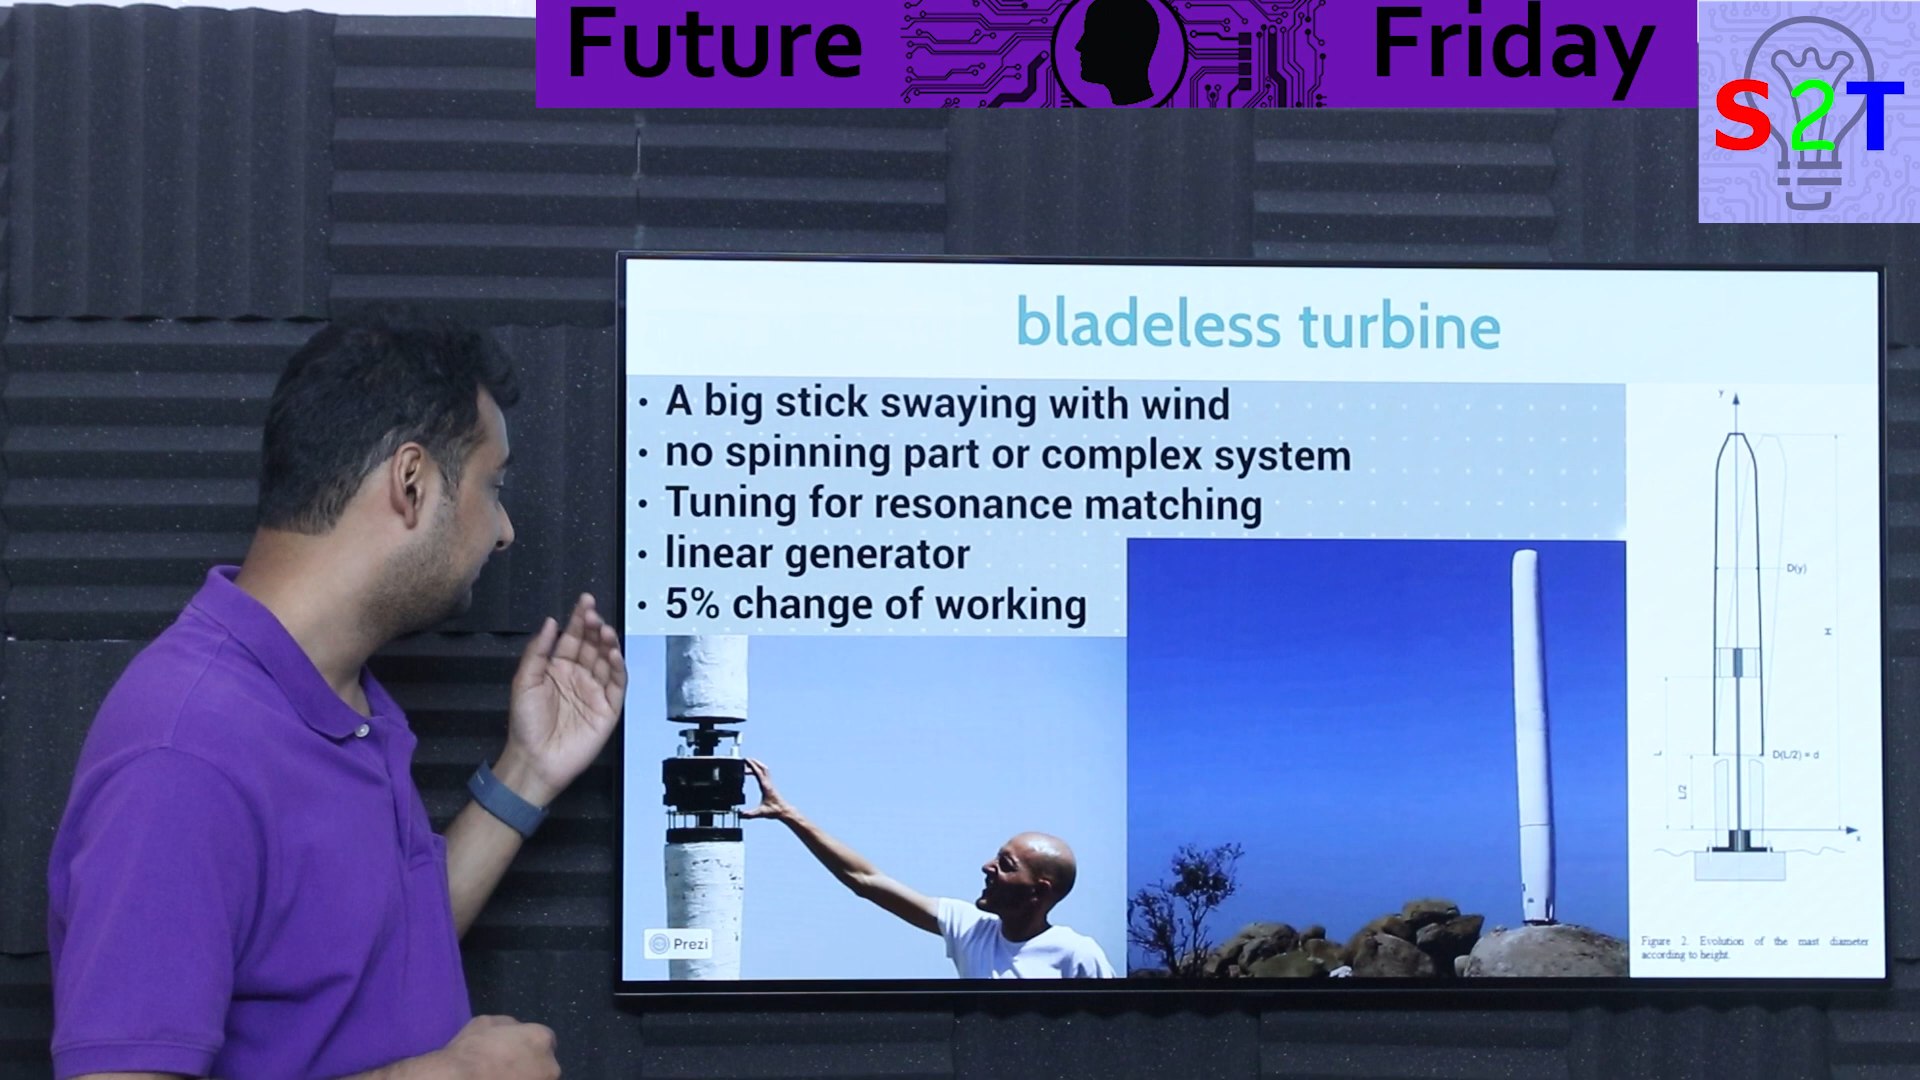 Future Friday
S2T
bladeless turbine
• A big stick swaying with wind
• no spinning part or complex system
• Tuning for resonance matching
• linear generator
• 5% change of working
y
D(y)
H
L
D(L/2) = d
L/2
x
Prezi
Figure 2. Evolution of the mast diameter
according to height.